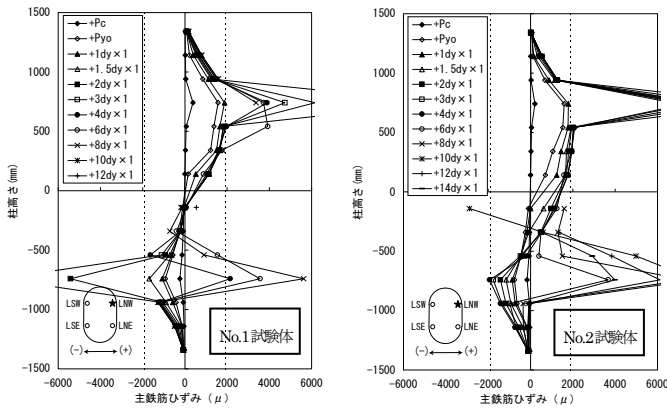 柱高さ(mm)
1500
1000
500
0
-500
-1000
-1500
+Pc
+Pyo
+1dy×1
+1.5dy×1
+2dy×1
+3dy×1
+4dy×1
+6dy×1
+8dy×1
+10dy×1
+12dy×1
LSW
LNW
LSE
LNE
(-)
(+)
No.1試験体
-6000 -4000 -2000 0 2000 4000 6000
主鉄筋ひずみ (μ)
柱高さ(mm)
1500
1000
500
0
-500
-1000
-1500
+Pc
+Pyo
+1dy×1
+1.5dy×1
+2dy×1
+3dy×1
+4dy×1
+6dy×1
+8dy×1
+10dy×1
+12dy×1
+14dy×1
LSW
LNW
LSE
LNE
(-)
(+)
No.2試験体
-6000 -4000 -2000 0 2000 4000 6000
主鉄筋ひずみ (μ)